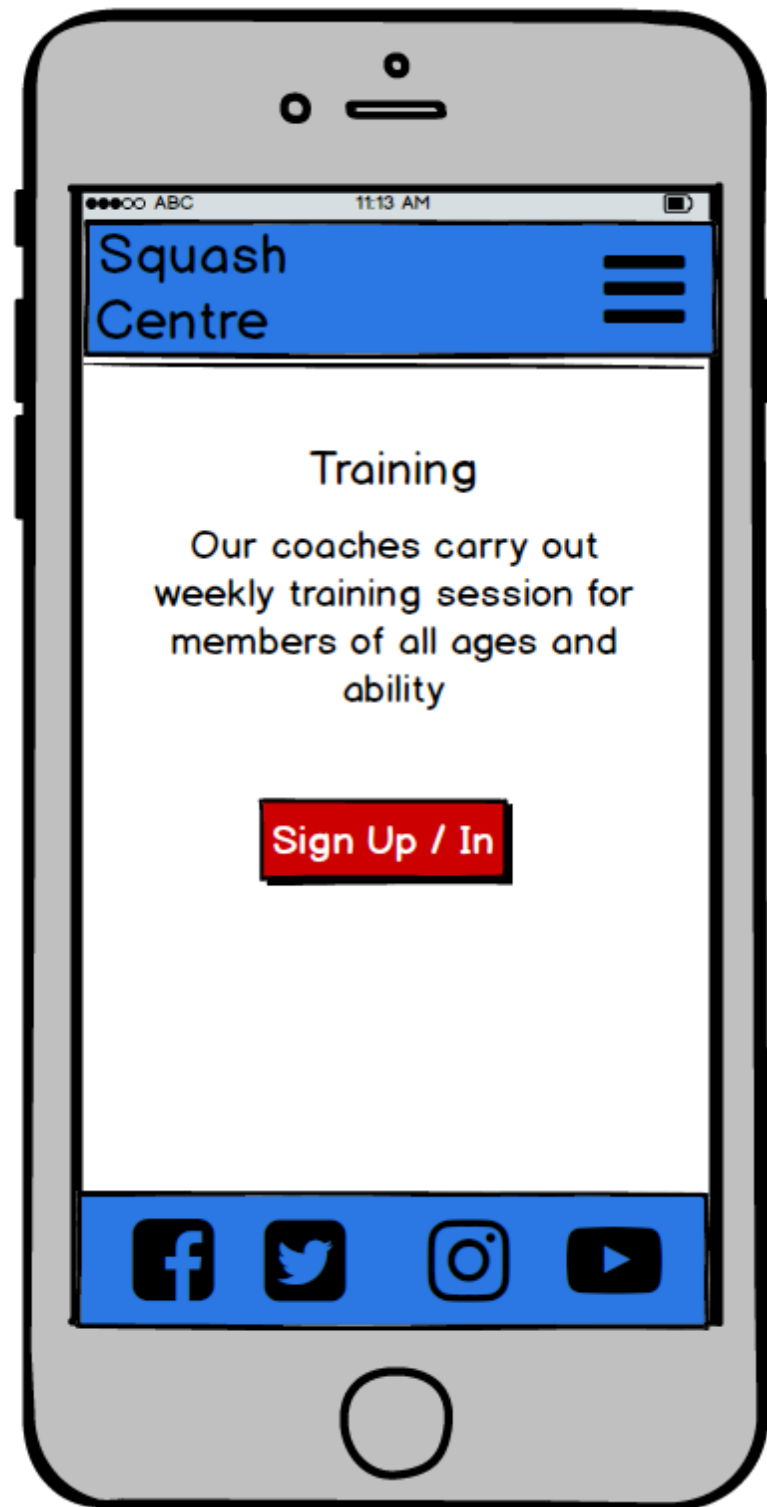 ABC 11:13 AM
Squash
Centre
Training
Our coaches carry out
weekly training session for
members of all ages and
ability
Sign Up / In